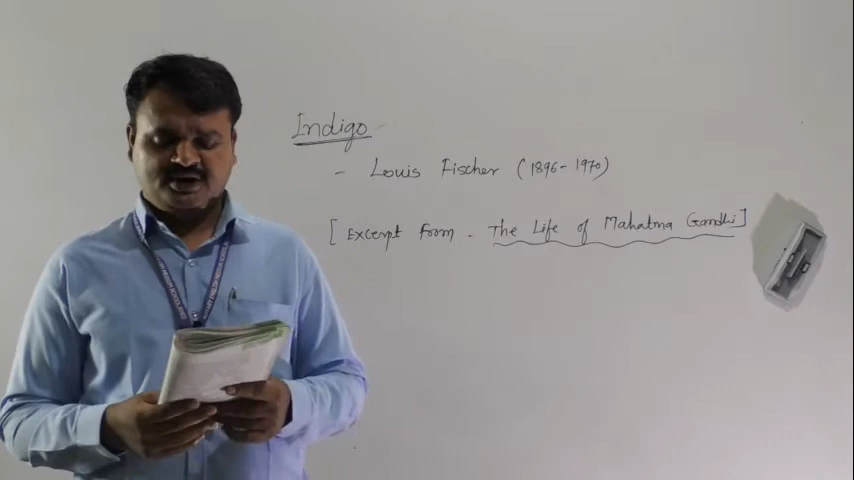 Indigo
- Louis Fischer (1896-1970)
[ Excerpt from - The Life of Mahatma Gandhi ]